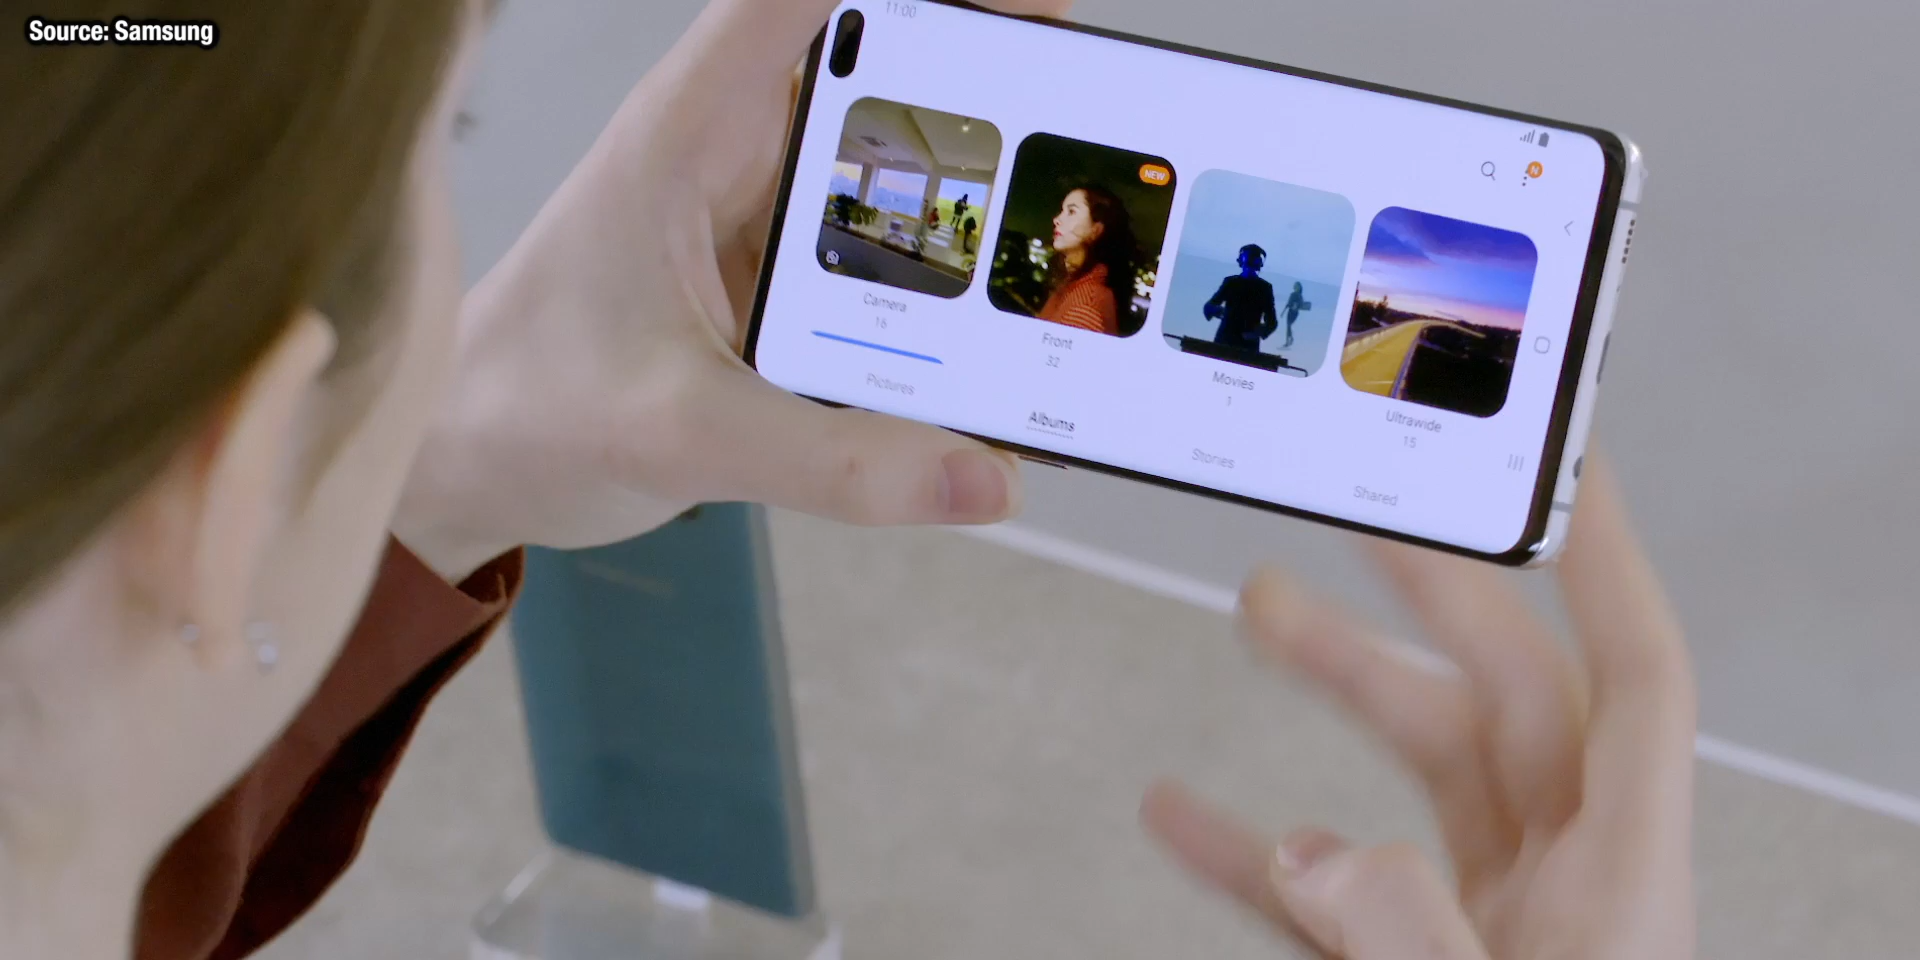 Source: Samsung
11:00
N
NEW
Camera
16
Front
32
Movies
1
Ultrawide
15
Pictures
Albums
Stories
Shared